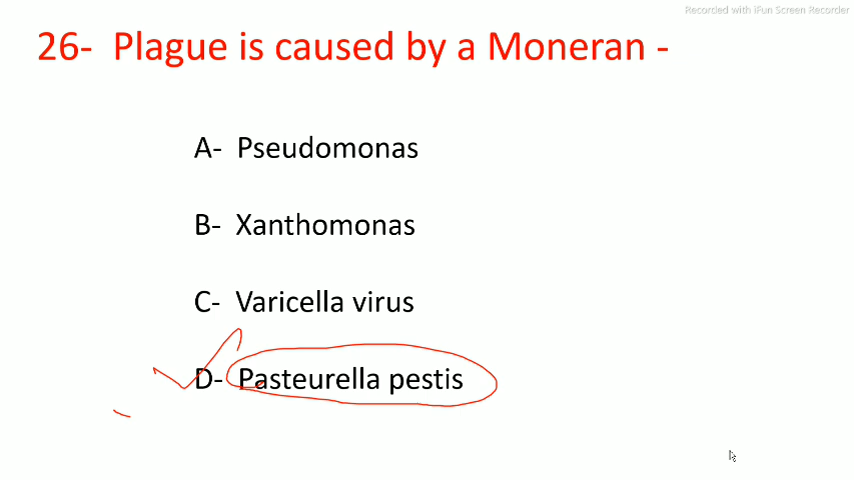 Recorded with iFun Screen Recorder
26- Plague is caused by a Moneran -
A- Pseudomonas
B- Xanthomonas
C- Varicella virus
D- Pasteurella pestis